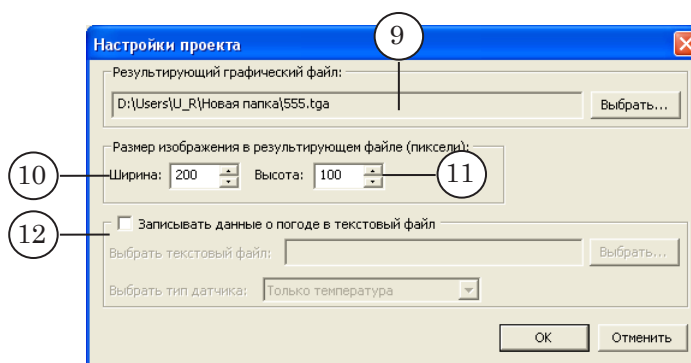 9
Настройки проекта
Результирующий графический файл:
D:\Users\U_R\Новая папка\555.tga
Выбрать...
Размер изображения в результирующем файле (пиксели):
10
Ширина: 200 Высота: 100
11
12
Записывать данные о погоде в текстовый файл
Выбрать текстовый файл:
Выбрать...
Выбрать тип датчика: Только температура
OK Отменить